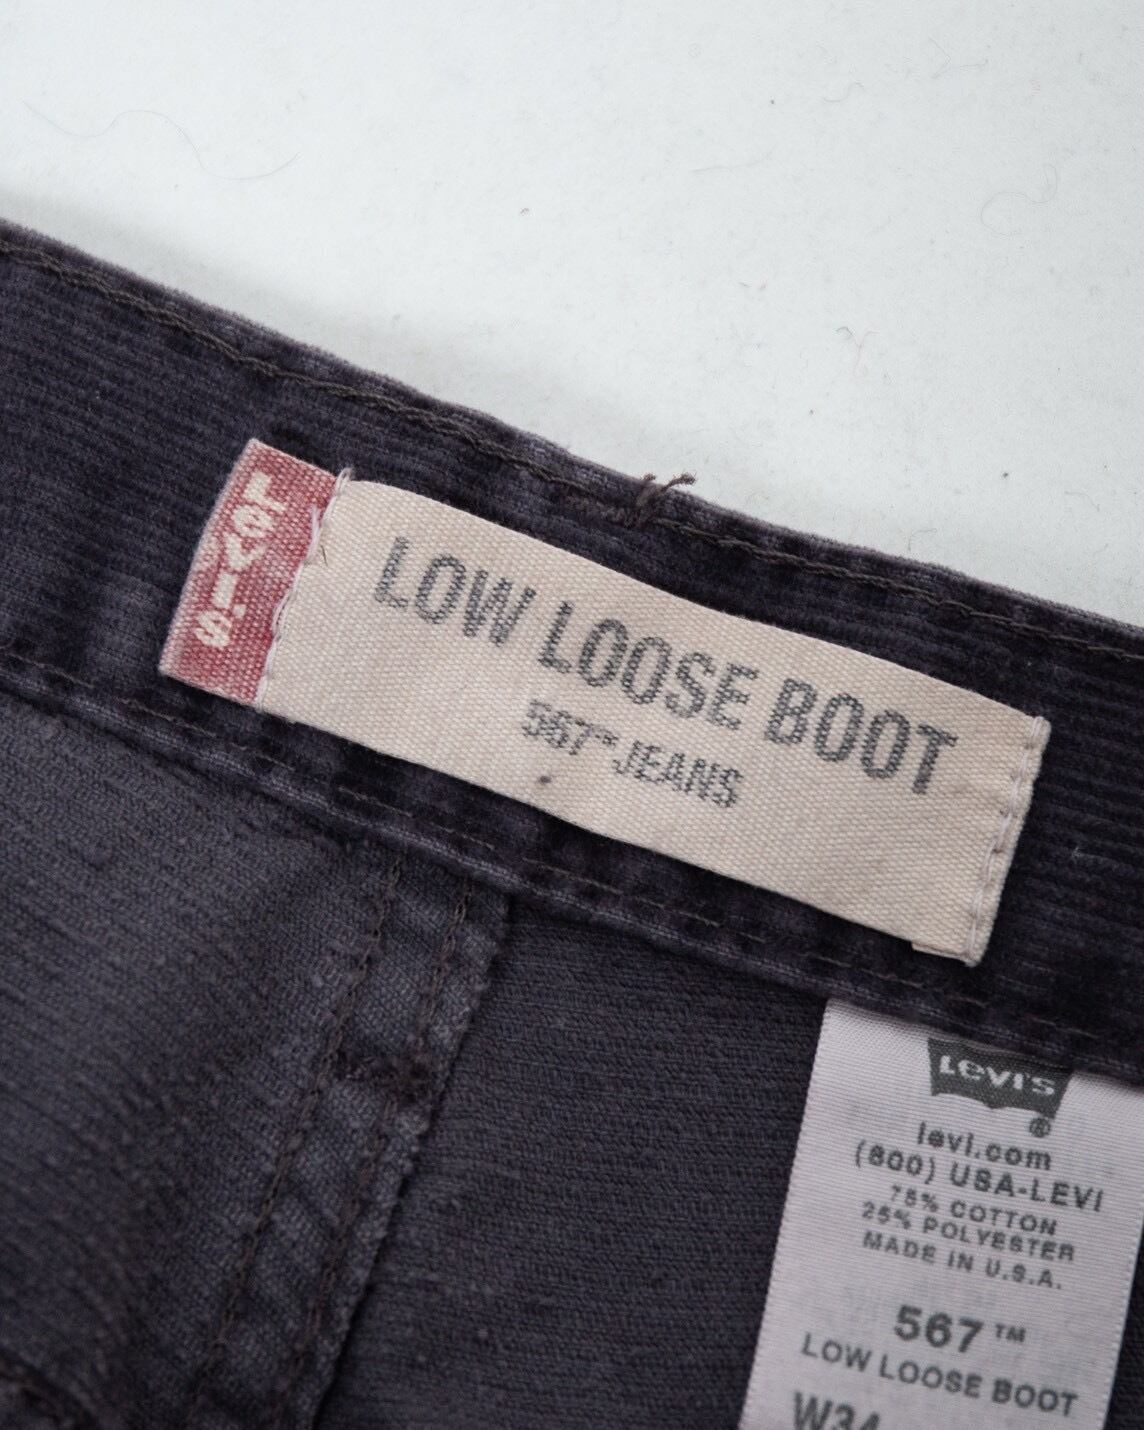 Levi's
LOW LOOSE BOOT
567™ JEANS
Levi's
®
levi.com
(800) USA-LEVI
75% COTTON
25% POLYESTER
MADE IN U.S.A.
567™
LOW LOOSE BOOT
W34